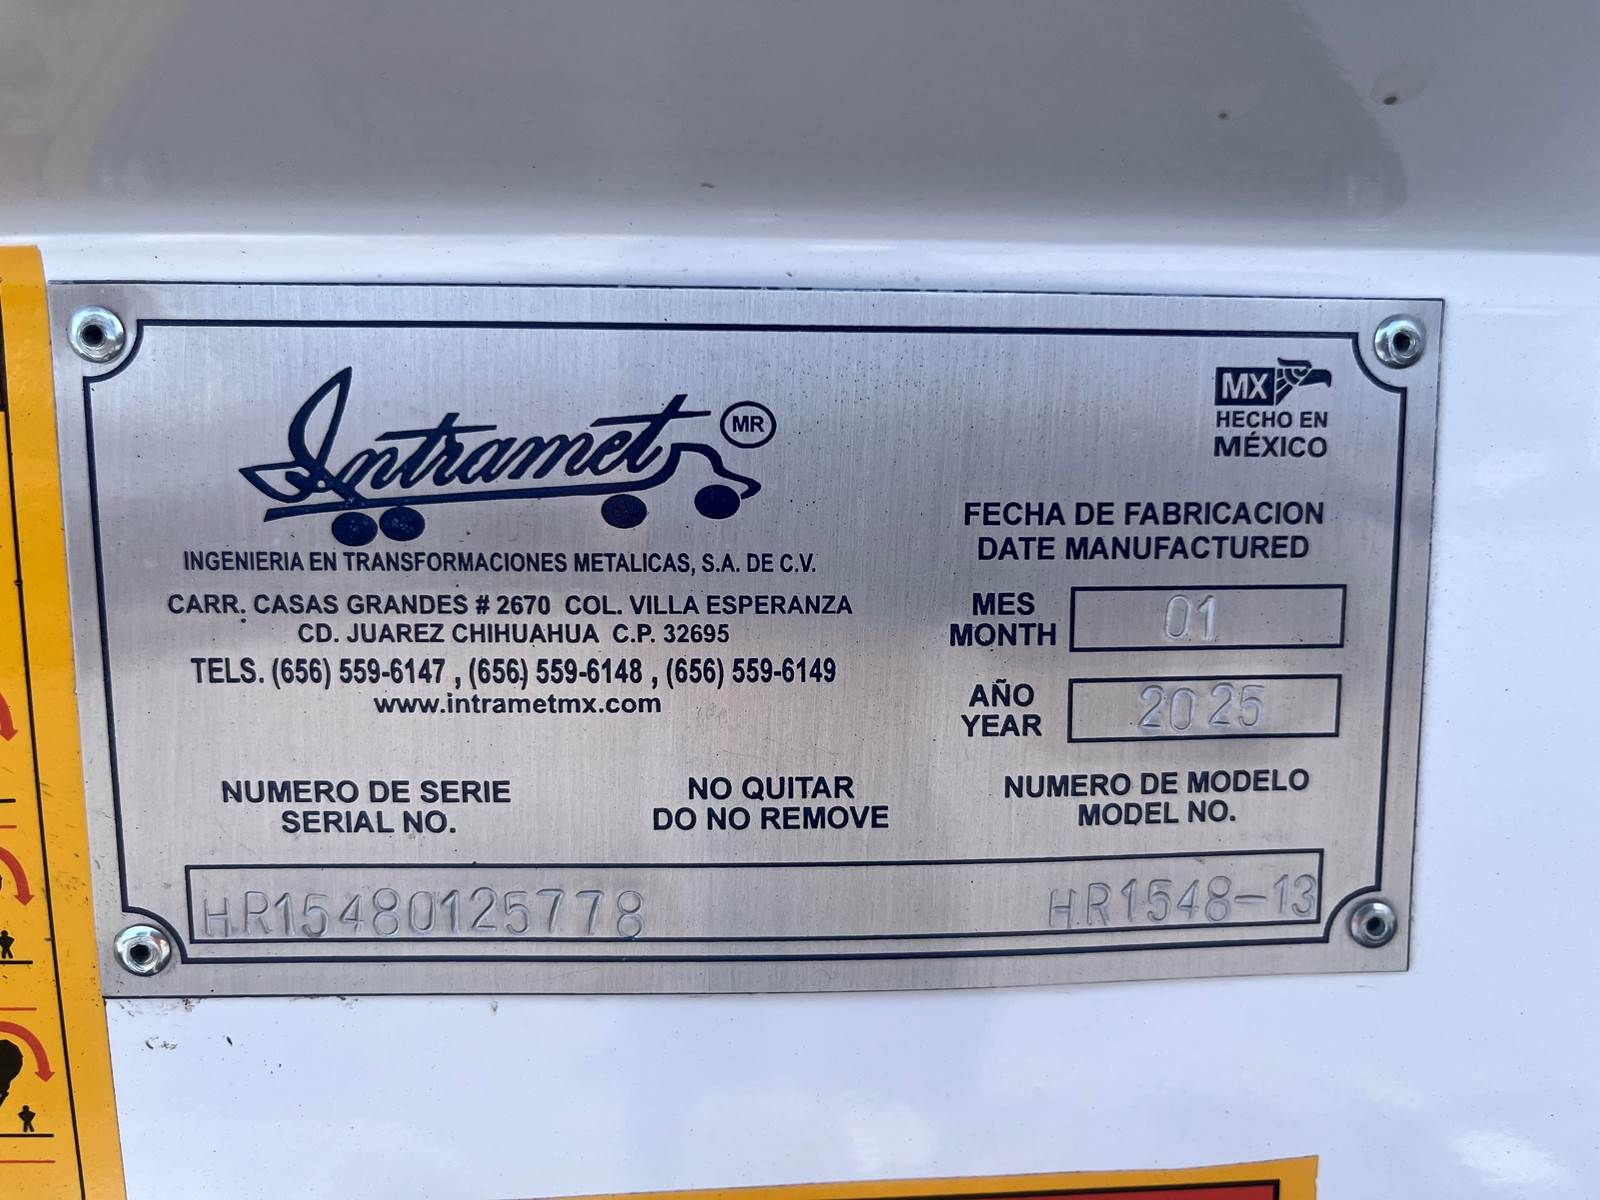 Intramet MR
INGENIERIA EN TRANSFORMACIONES METALICAS, S.A. DE C.V.
CARR. CASAS GRANDES # 2670 COL. VILLA ESPERANZA
CD. JUAREZ CHIHUAHUA C.P. 32695
TELS. (656) 559-6147 , (656) 559-6148 , (656) 559-6149
www.intrametmx.com
MX
HECHO EN
MÉXICO
FECHA DE FABRICACION
DATE MANUFACTURED
MES
MONTH
01
AÑO
YEAR
2025
NUMERO DE SERIE
SERIAL NO.
NO QUITAR
DO NO REMOVE
NUMERO DE MODELO
MODEL NO.
H.R15480125778
H.R1548-13